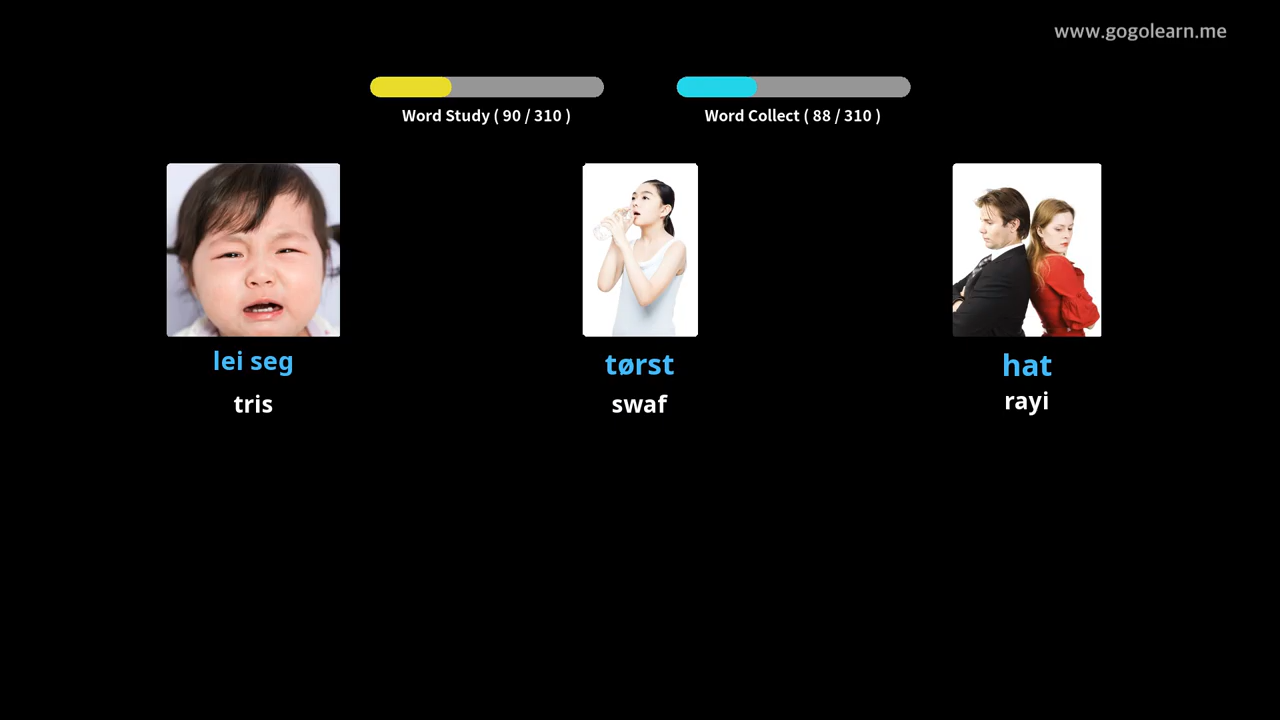 www.gogolearn.me
Word Study ( 90 / 310 )
Word Collect ( 88 / 310 )
lei seg
tørst
hat
tris
swaf
rayi